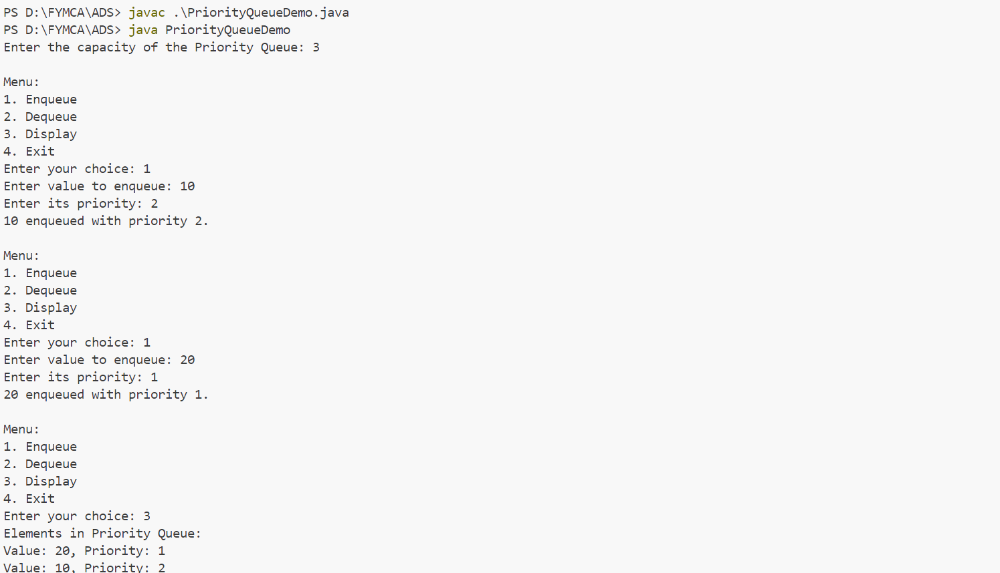 PS D:\FYMCA\ADS> javac .\PriorityQueueDemo.java
PS D:\FYMCA\ADS> java PriorityQueueDemo
Enter the capacity of the Priority Queue: 3
Menu:
1. Enqueue
2. Dequeue
3. Display
4. Exit
Enter your choice: 1
Enter value to enqueue: 10
Enter its priority: 2
10 enqueued with priority 2.
Menu:
1. Enqueue
2. Dequeue
3. Display
4. Exit
Enter your choice: 1
Enter value to enqueue: 20
Enter its priority: 1
20 enqueued with priority 1.
Menu:
1. Enqueue
2. Dequeue
3. Display
4. Exit
Enter your choice: 3
Elements in Priority Queue:
Value: 20, Priority: 1
Value: 10, Priority: 2